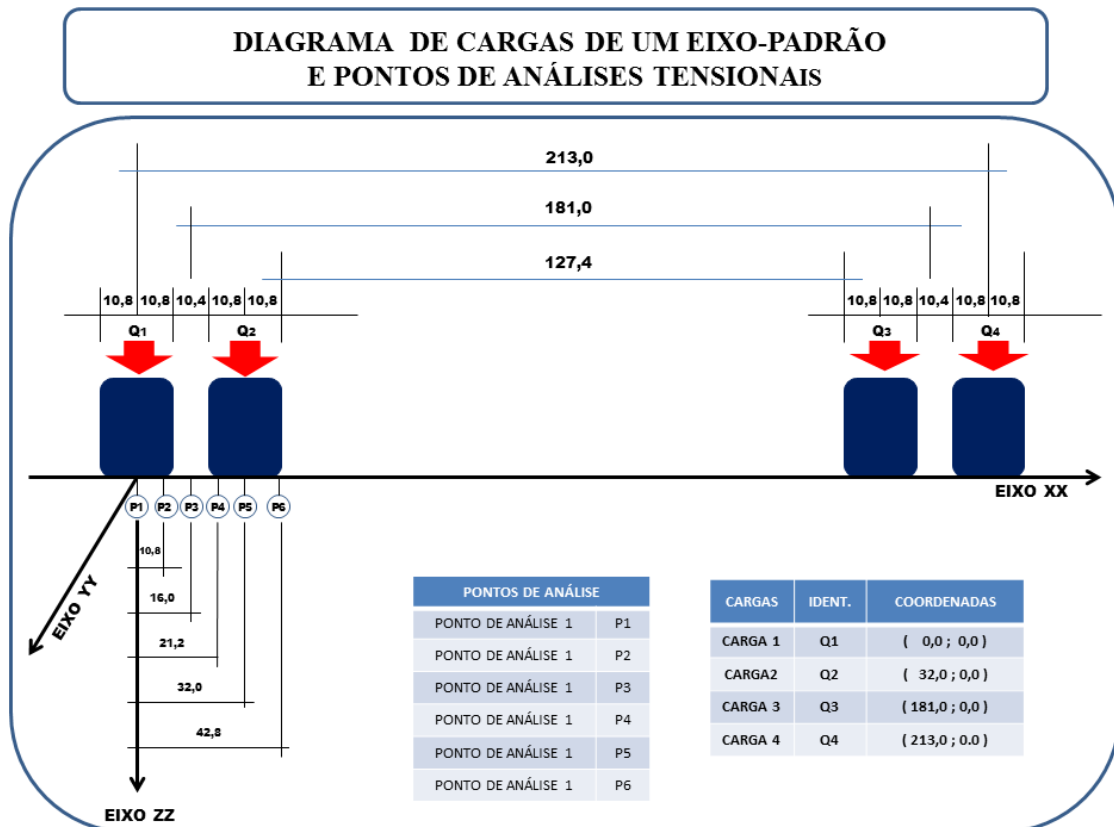 DIAGRAMA DE CARGAS DE UM EIXO-PADRÃO
E PONTOS DE ANÁLISES TENSIONAIS
213,0
181,0
127,4
10,8 10,8 10,4 10,8 10,8
10,8 10,8 10,4 10,8 10,8
Q1 Q2 Q3 Q4
EIXO XX
P1 P2 P3 P4 P5 P6
10,8
16,0
21,2
32,0
42,8
EIXO YY
EIXO ZZ
PONTOS DE ANÁLISE
PONTO DE ANÁLISE 1 P1
PONTO DE ANÁLISE 1 P2
PONTO DE ANÁLISE 1 P3
PONTO DE ANÁLISE 1 P4
PONTO DE ANÁLISE 1 P5
PONTO DE ANÁLISE 1 P6
CARGAS IDENT. COORDENADAS
CARGA 1 Q1 ( 0,0 ; 0,0 )
CARGA2 Q2 ( 32,0 ; 0,0 )
CARGA 3 Q3 ( 181,0 ; 0,0 )
CARGA 4 Q4 ( 213,0 ; 0.0 )